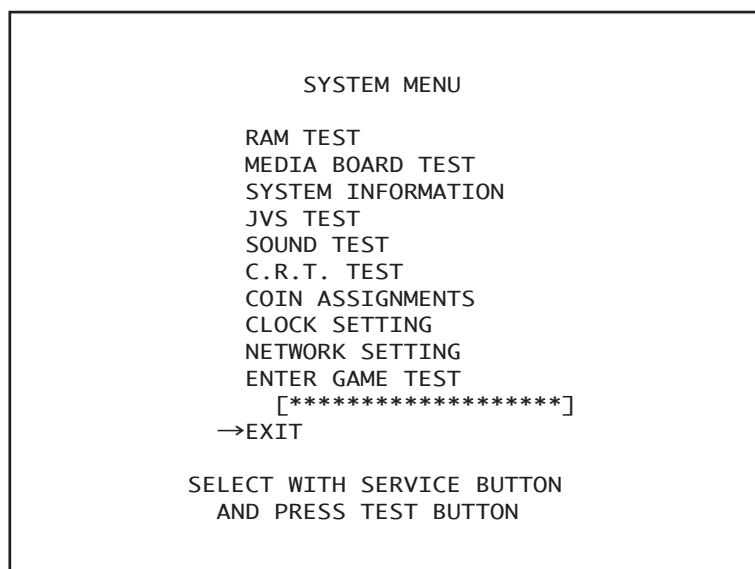 SYSTEM MENU
RAM TEST
MEDIA BOARD TEST
SYSTEM INFORMATION
JVS TEST
SOUND TEST
C.R.T. TEST
COIN ASSIGNMENTS
CLOCK SETTING
NETWORK SETTING
ENTER GAME TEST
[*******************]
→EXIT
SELECT WITH SERVICE BUTTON
AND PRESS TEST BUTTON